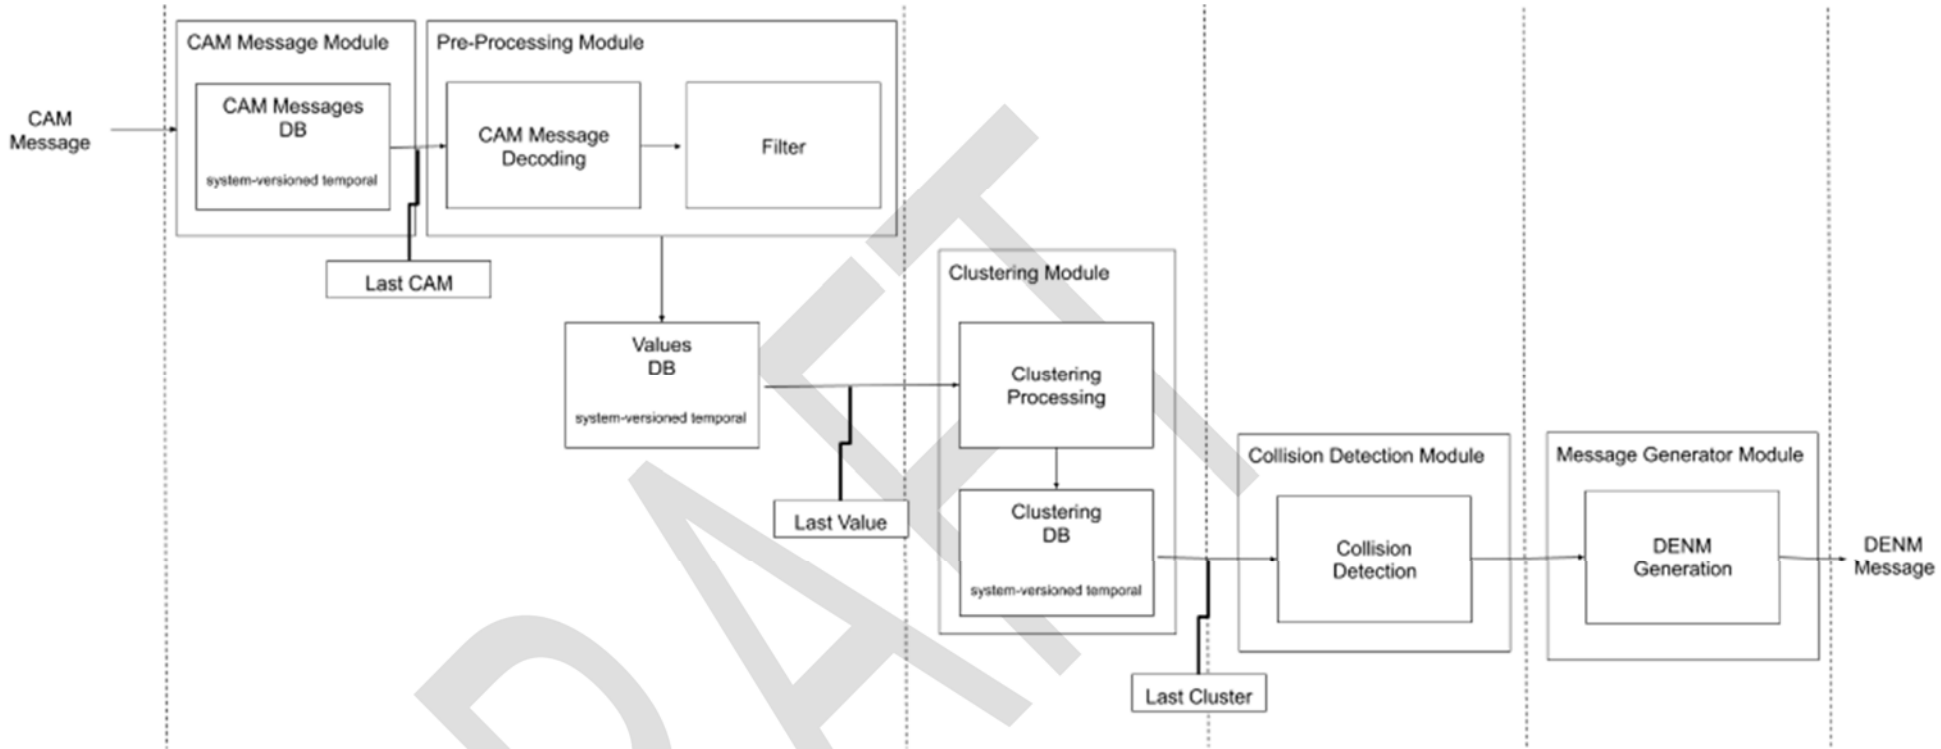 CAM Message Module
Pre-Processing Module
CAM
Message
CAM Messages
DB
system-versioned temporal
CAM Message
Decoding
Filter
Last CAM
Values
DB
system-versioned temporal
Last Value
Clustering Module
Clustering
Processing
Clustering
DB
system-versioned temporal
Last Cluster
Collision Detection Module
Collision
Detection
Message Generator Module
DENM
Generation
DENM
Message
DRAFT